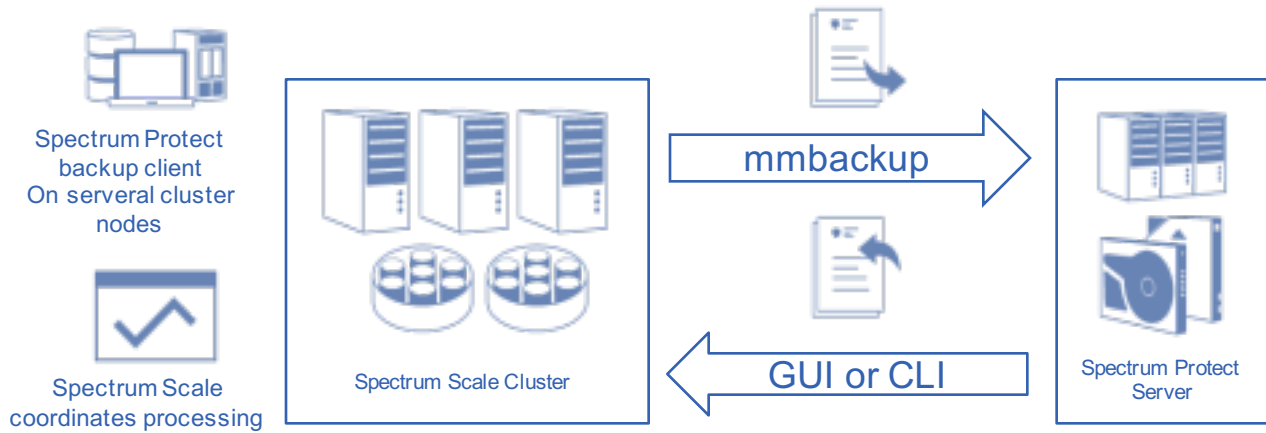 Spectrum Protect
backup client
On serveral cluster
nodes
Spectrum Scale
coordinates processing
Spectrum Scale Cluster
mmbackup
GUI or CLI
Spectrum Protect
Server